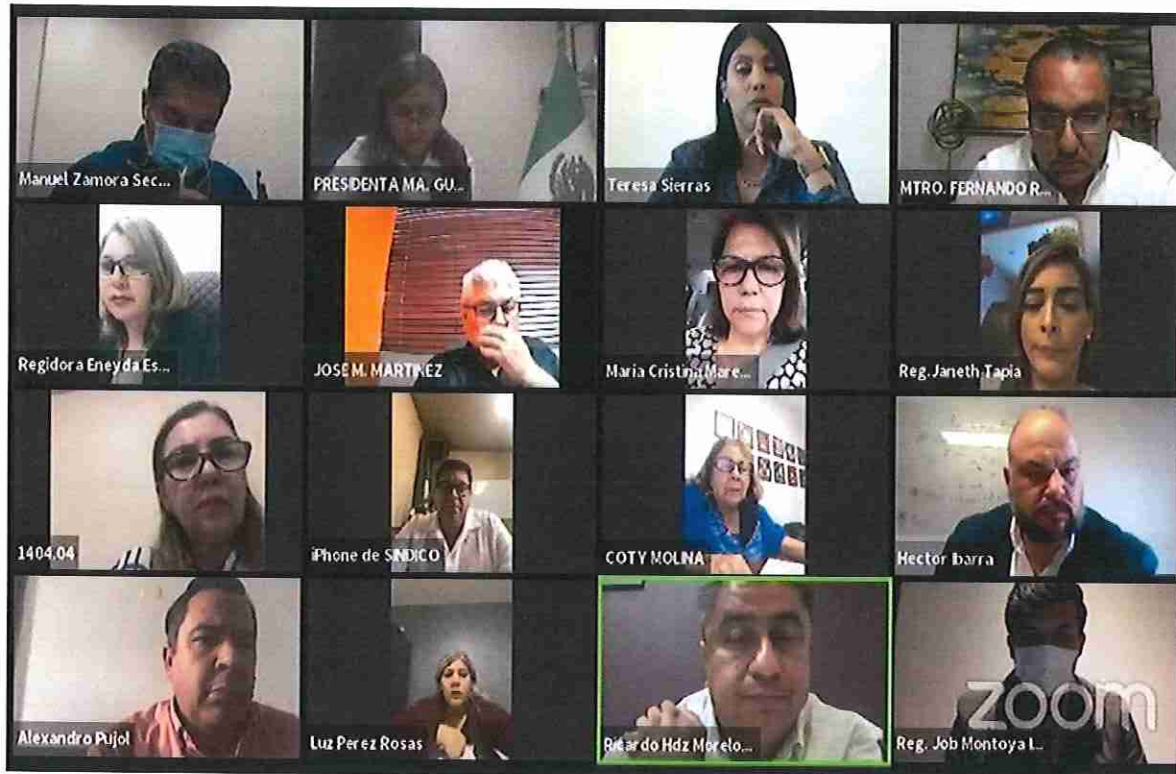 Manuel Zamora Sec...
PRESIDENTA MA. GU...
Teresa Sierras
MTRO. FERNANDO R...
Regidora Eneyda Es...
JOSE M. MARTINEZ
Maria Cristina Mare...
Reg. Janeth Tapia
1404.04
iPhone de SINDICO
COTY MOLINA
Hector Ibarra
Alexandro Pujol
Luz Perez Rosas
Ricardo Hdz Morelo...
zoom
Reg. Job Montoya L...